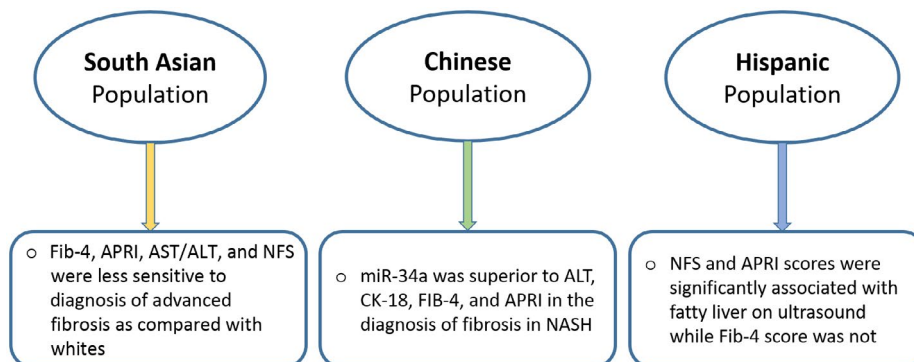 South Asian
Population
Chinese
Population
Hispanic
Population
○ Fib-4, APRI, AST/ALT, and NFS
were less sensitive to
diagnosis of advanced
fibrosis as compared with
whites
○ miR-34a was superior to ALT,
CK-18, FIB-4, and APRI in the
diagnosis of fibrosis in NASH
○ NFS and APRI scores were
significantly associated with
fatty liver on ultrasound
while Fib-4 score was not